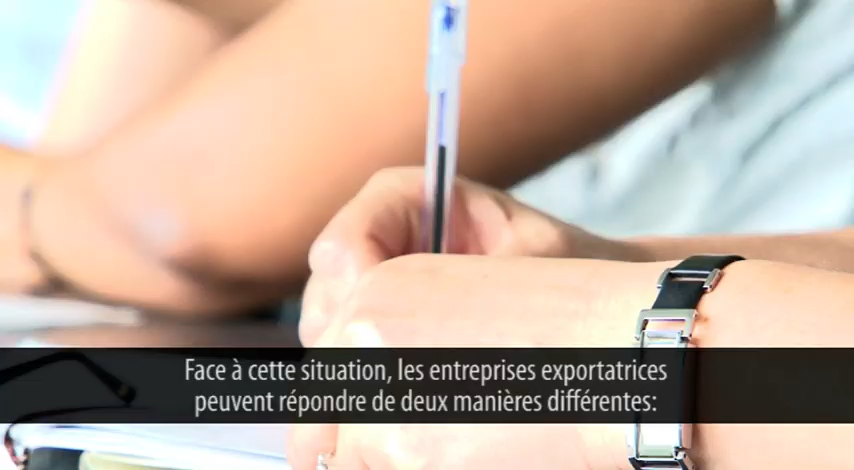 Face à cette situation, les entreprises exportatrices
peuvent répondre de deux manières différentes: